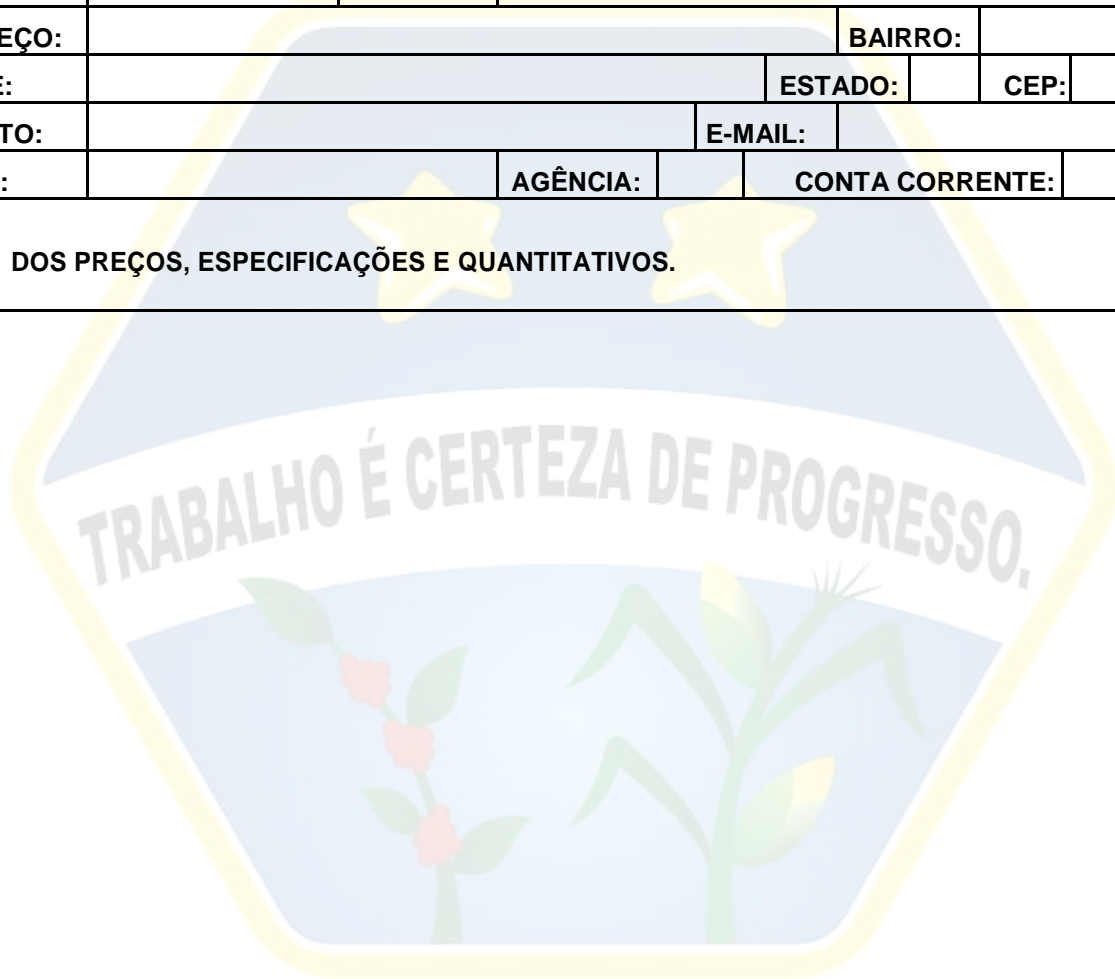 EÇO: BAIRRO:
E: ESTADO: CEP:
TO: E-MAIL:
: AGÊNCIA: CONTA CORRENTE:
DOS PREÇOS, ESPECIFICAÇÕES E QUANTITATIVOS.
TRABALHO É CERTEZA DE PROGRESSO.